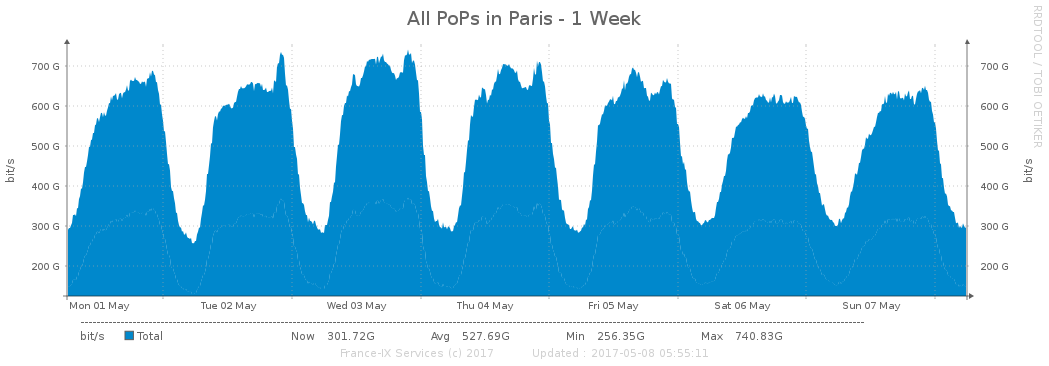 All PoPs in Paris - 1 Week
RRDTOOL / TOBI OETIKER
bit/s
700 G 700 G
600 G 600 G
500 G 500 G
400 G 400 G
300 G 300 G
200 G 200 G
bit/s
Mon 01 May Tue 02 May Wed 03 May Thu 04 May Fri 05 May Sat 06 May Sun 07 May
bit/s Total Now 301.72G Avg 527.69G Min 256.35G Max 740.83G
France-IX Services (c) 2017 Updated : 2017-05-08 05:55:11